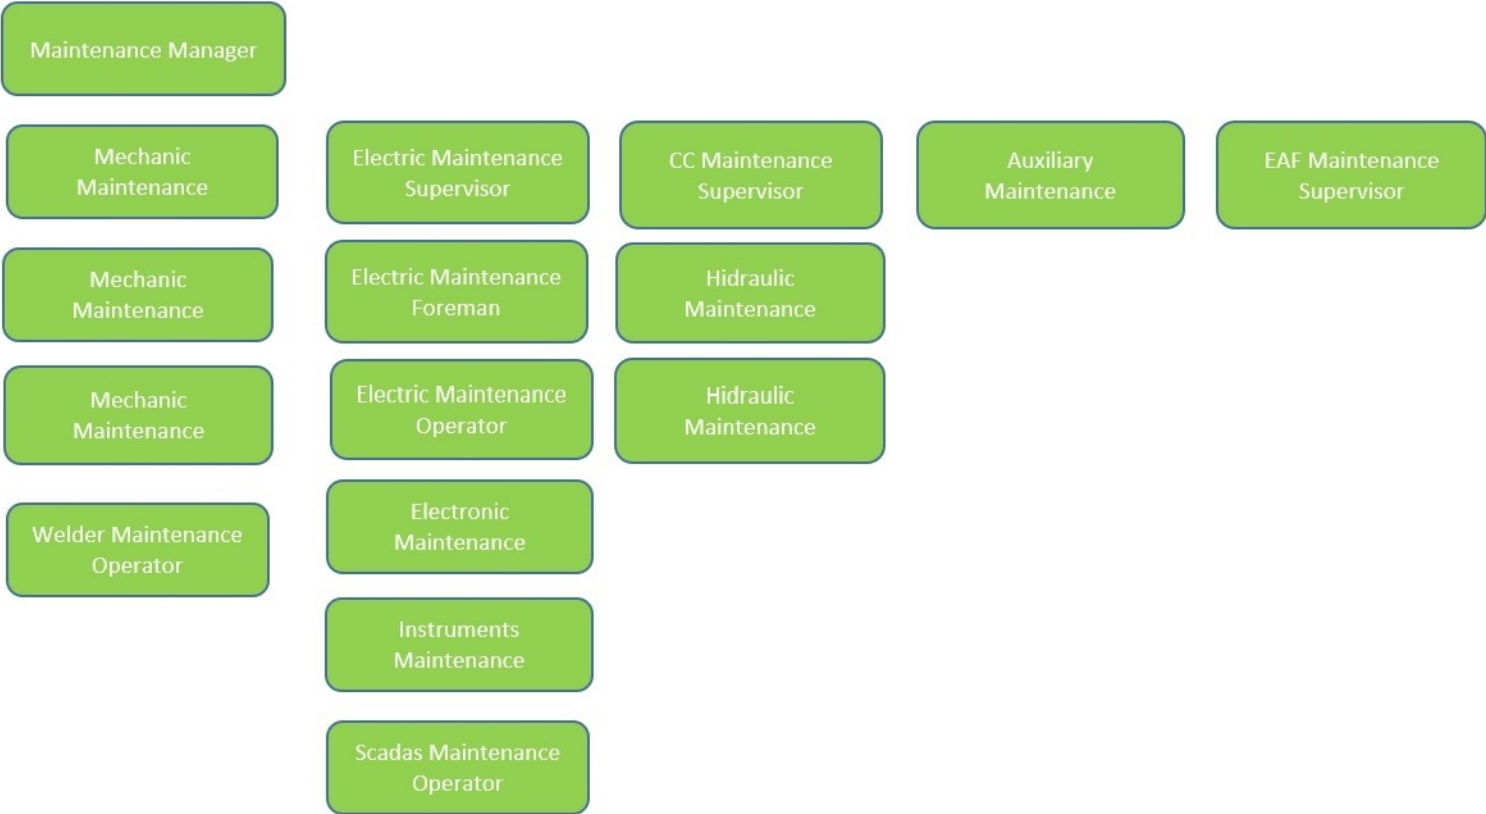 Maintenance Manager
Mechanic
Maintenance
Electric Maintenance
Supervisor
CC Maintenance
Supervisor
Auxiliary
Maintenance
EAF Maintenance
Supervisor
Mechanic
Maintenance
Electric Maintenance
Foreman
Hidraulic
Maintenance
Mechanic
Maintenance
Electric Maintenance
Operator
Hidraulic
Maintenance
Welder Maintenance
Operator
Electronic
Maintenance
Instruments
Maintenance
Scadas Maintenance
Operator